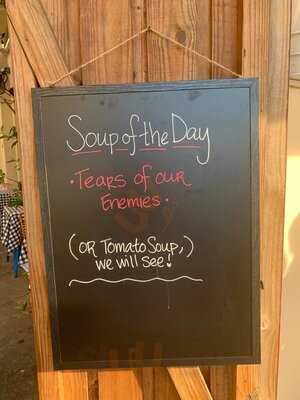 Soup of the Day
• Tears of our
Enemies •
(OR Tomato Soup,)
we will see!